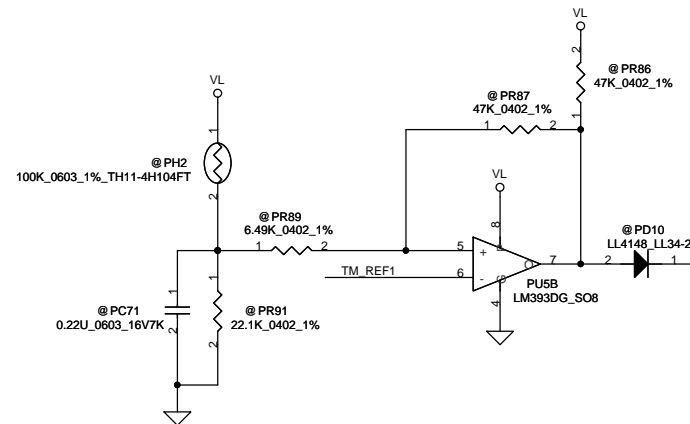 VL
2
@ PR86
47K_0402_1%
1
VL
@ PR87
47K_0402_1%
1
2
1
@ PH2
100K_0603_1%_TH11-4H104FT
2
VL
8
@ PR89
6.49K_0402_1%
1
2
@ PD10
LL4148_LL34-2
5
+
P
O
7
2
1
TM_REF1
6
-
G
PU5B
LM393DG_SO8
4
1
1
@ PC71
0.22U_0603_16V7K
2
@ PR91
22.1K_0402_1%
2